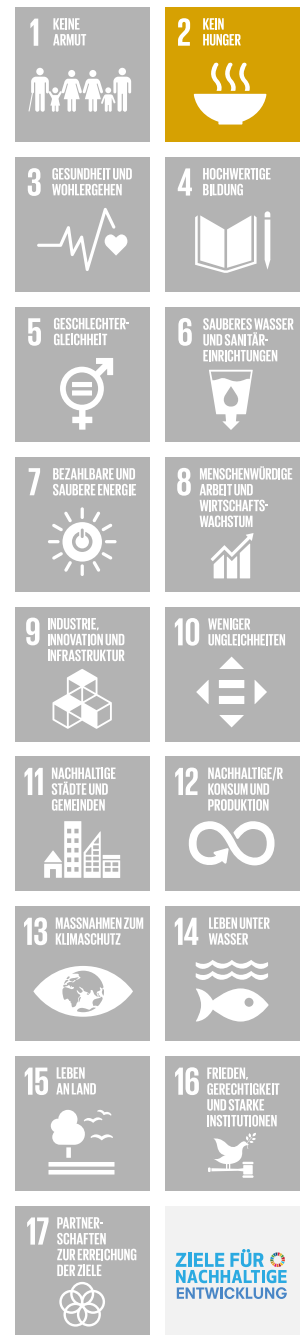 1 KEINE
ARMUT
2 KEIN
HUNGER
3 GESUNDHEIT UND
WOHLERGEHEN
4 HOCHWERTIGE
BILDUNG
5 GESCHLECHTER-
GLEICHHEIT
6 SAUBERES WASSER
UND SANITÄR-
EINRICHTUNGEN
7 BEZAHLBARE UND
SAUBERE ENERGIE
8 MENSCHENWÜRDIGE
ARBEIT UND
WIRTSCHAFTS-
WACHSTUM
9 INDUSTRIE,
INNOVATION UND
INFRASTRUKTUR
10 WENIGER
UNGLEICHHEITEN
11 NACHHALTIGE
STÄDTE UND
GEMEINDEN
12 NACHHALTIGE/R
KONSUM UND
PRODUKTION
13 MASSNAHMEN ZUM
KLIMASCHUTZ
14 LEBEN UNTER
WASSER
15 LEBEN
AN LAND
16 FRIEDEN,
GERECHTIGKEIT
UND STARKE
INSTITUTIONEN
17 PARTNER-
SCHAFTEN
ZUR ERREICHUNG
DER ZIELE
ZIELE FÜR
NACHHALTIGE
ENTWICKLUNG